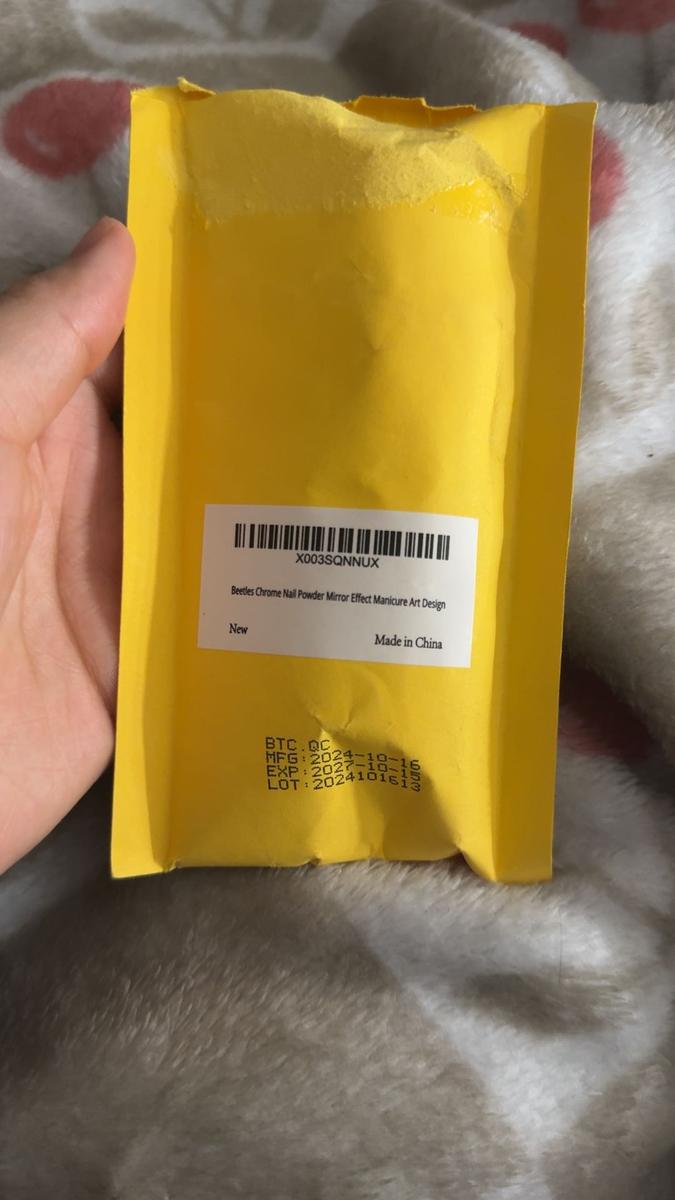 X003SQNNUX
Beetles Chrome Nail Powder Mirror Effect Manicure Art Design
New
Made in China
BTC.QC
MFG:2024-10-16
EXP:2027-10-15
LOT:2024101613